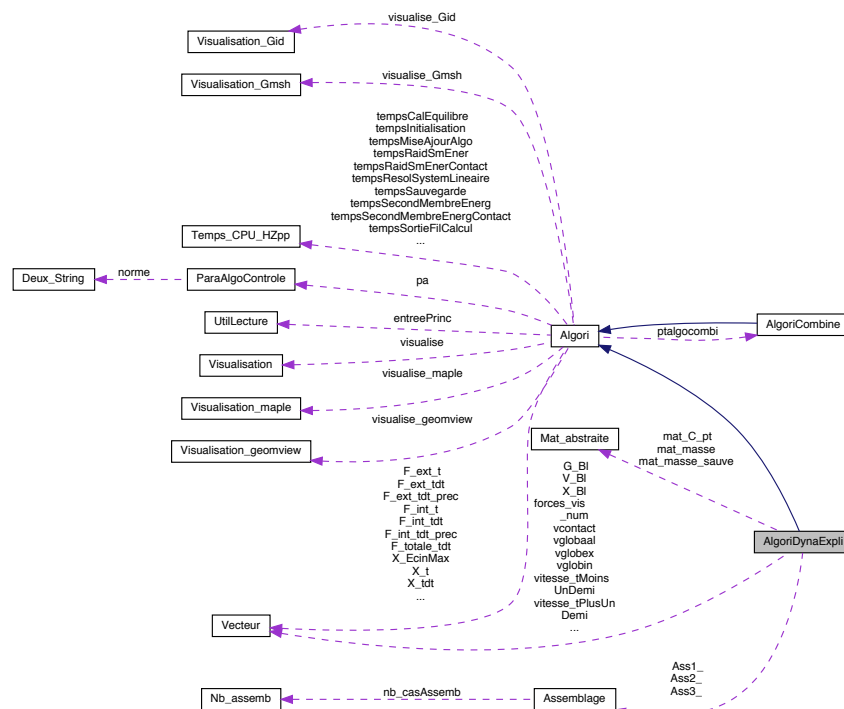 visualise_Gid
Visualisation_Gid
visualise_Gmsh
Visualisation_Gmsh
tempsCalEquilibre
tempsInitialisation
tempsMiseAjourAlgo
tempsRaidSmEner
tempsRaidSmEnerContact
tempsResolSystemLineaire
tempsSauvegarde
tempsSecondMembreEnerg
tempsSecondMembreEnergContact
tempsSortieFilCalcul
...
Temps_CPU_HZpp
Deux_String
norme
ParaAlgoControle
pa
UtilLecture
entreePrinc
Algori
ptalgocombi
AlgoriCombine
visualise
Visualisation
visualise_maple
Visualisation_maple
visualise_geomview
Visualisation_geomview
Mat_abstraite
mat_C_pt
mat_masse
mat_masse_sauve
F_ext_t
F_ext_tdt
F_ext_tdt_prec
F_int_t
F_int_tdt
F_int_tdt_prec
F_totale_tdt
X_EcinMax
X_t
X_tdt
...
G_Bl
V_Bl
X_Bl
forces_vis
_num
vcontact
vglobaal
vglobex
vglobin
vitesse_tMoins
UnDemi
vitesse_tPlusUn
Demi
...
AlgoriDynaExpli
Vecteur
Ass1_
Ass2_
Ass3_
Nb_assemb
nb_casAssemb
Assemblage